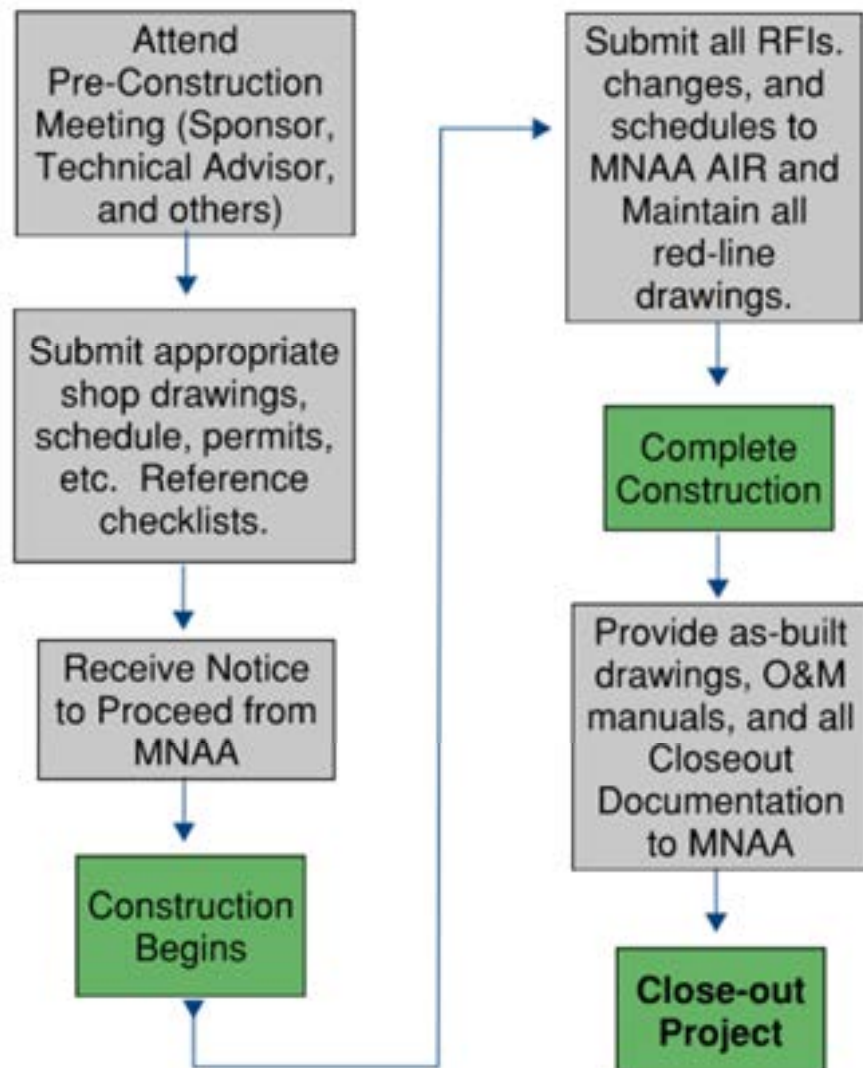 Attend
Pre-Construction
Meeting (Sponsor,
Technical Advisor,
and others)
Submit appropriate
shop drawings,
schedule, permits,
etc. Reference
checklists.
Receive Notice
to Proceed from
MNAA
Construction
Begins
Submit all RFIs.
changes, and
schedules to
MNAA AIR and
Maintain all
red-line
drawings.
Complete
Construction
Provide as-built
drawings, O&M
manuals, and all
Closeout
Documentation
to MNAA
Close-out
Project